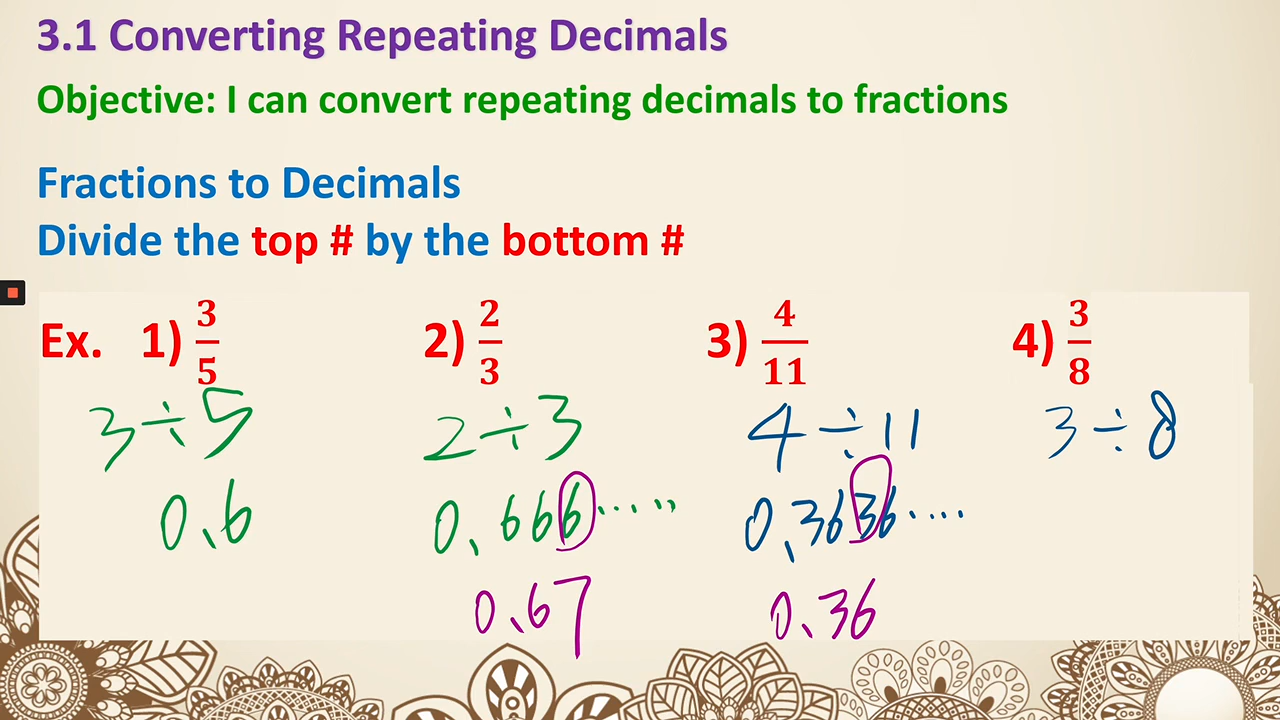 3.1 Converting Repeating Decimals
Objective: I can convert repeating decimals to fractions
Fractions to Decimals
Divide the top # by the bottom #
Ex. 1) 3/5 2) 2/3 3) 4/11 4) 3/8
3÷5 2÷3 4÷11 3÷8
0.6 0.666..... 0.3636....
0.67 0.36